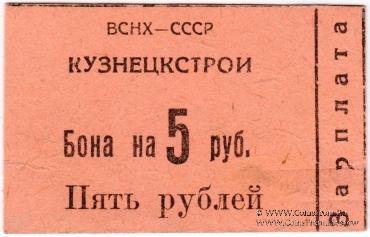 ВСНХ—СССР
КУЗНЕЦКСТРОИ
Бона на 5 руб.
Пять рублей
Зарплата